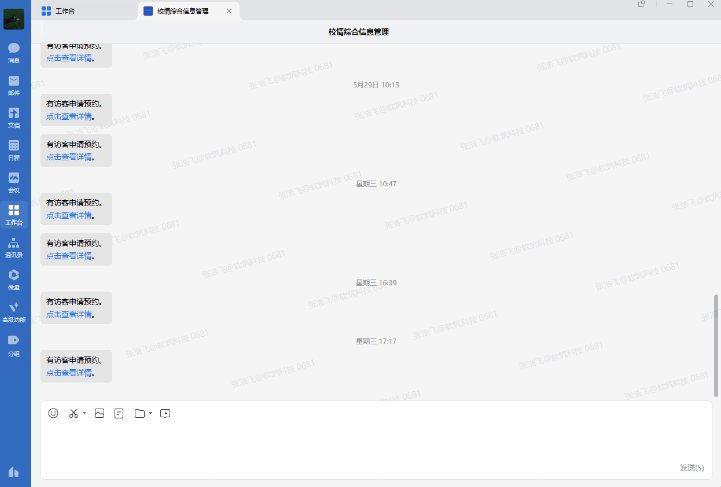 工作台
校情综合信息管理
校情综合信息管理
消息
邮件
文档
日程
会议
工作台
通讯录
微盘
高级功能
分组
有访客申请预约。
点击查看详情。
5月29日 10:15
有访客申请预约。
点击查看详情。
有访客申请预约。
点击查看详情。
星期三 10:47
有访客申请预约。
点击查看详情。
有访客申请预约。
点击查看详情。
星期三 16:39
有访客申请预约。
点击查看详情。
星期三 17:17
有访客申请预约。
点击查看详情。
发送(S)